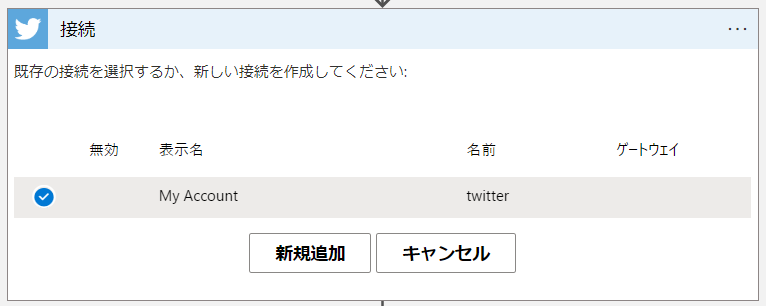 接続
既存の接続を選択するか、新しい接続を作成してください:
無効 表示名 名前 ゲートウェイ
My Account twitter
新規追加 キャンセル